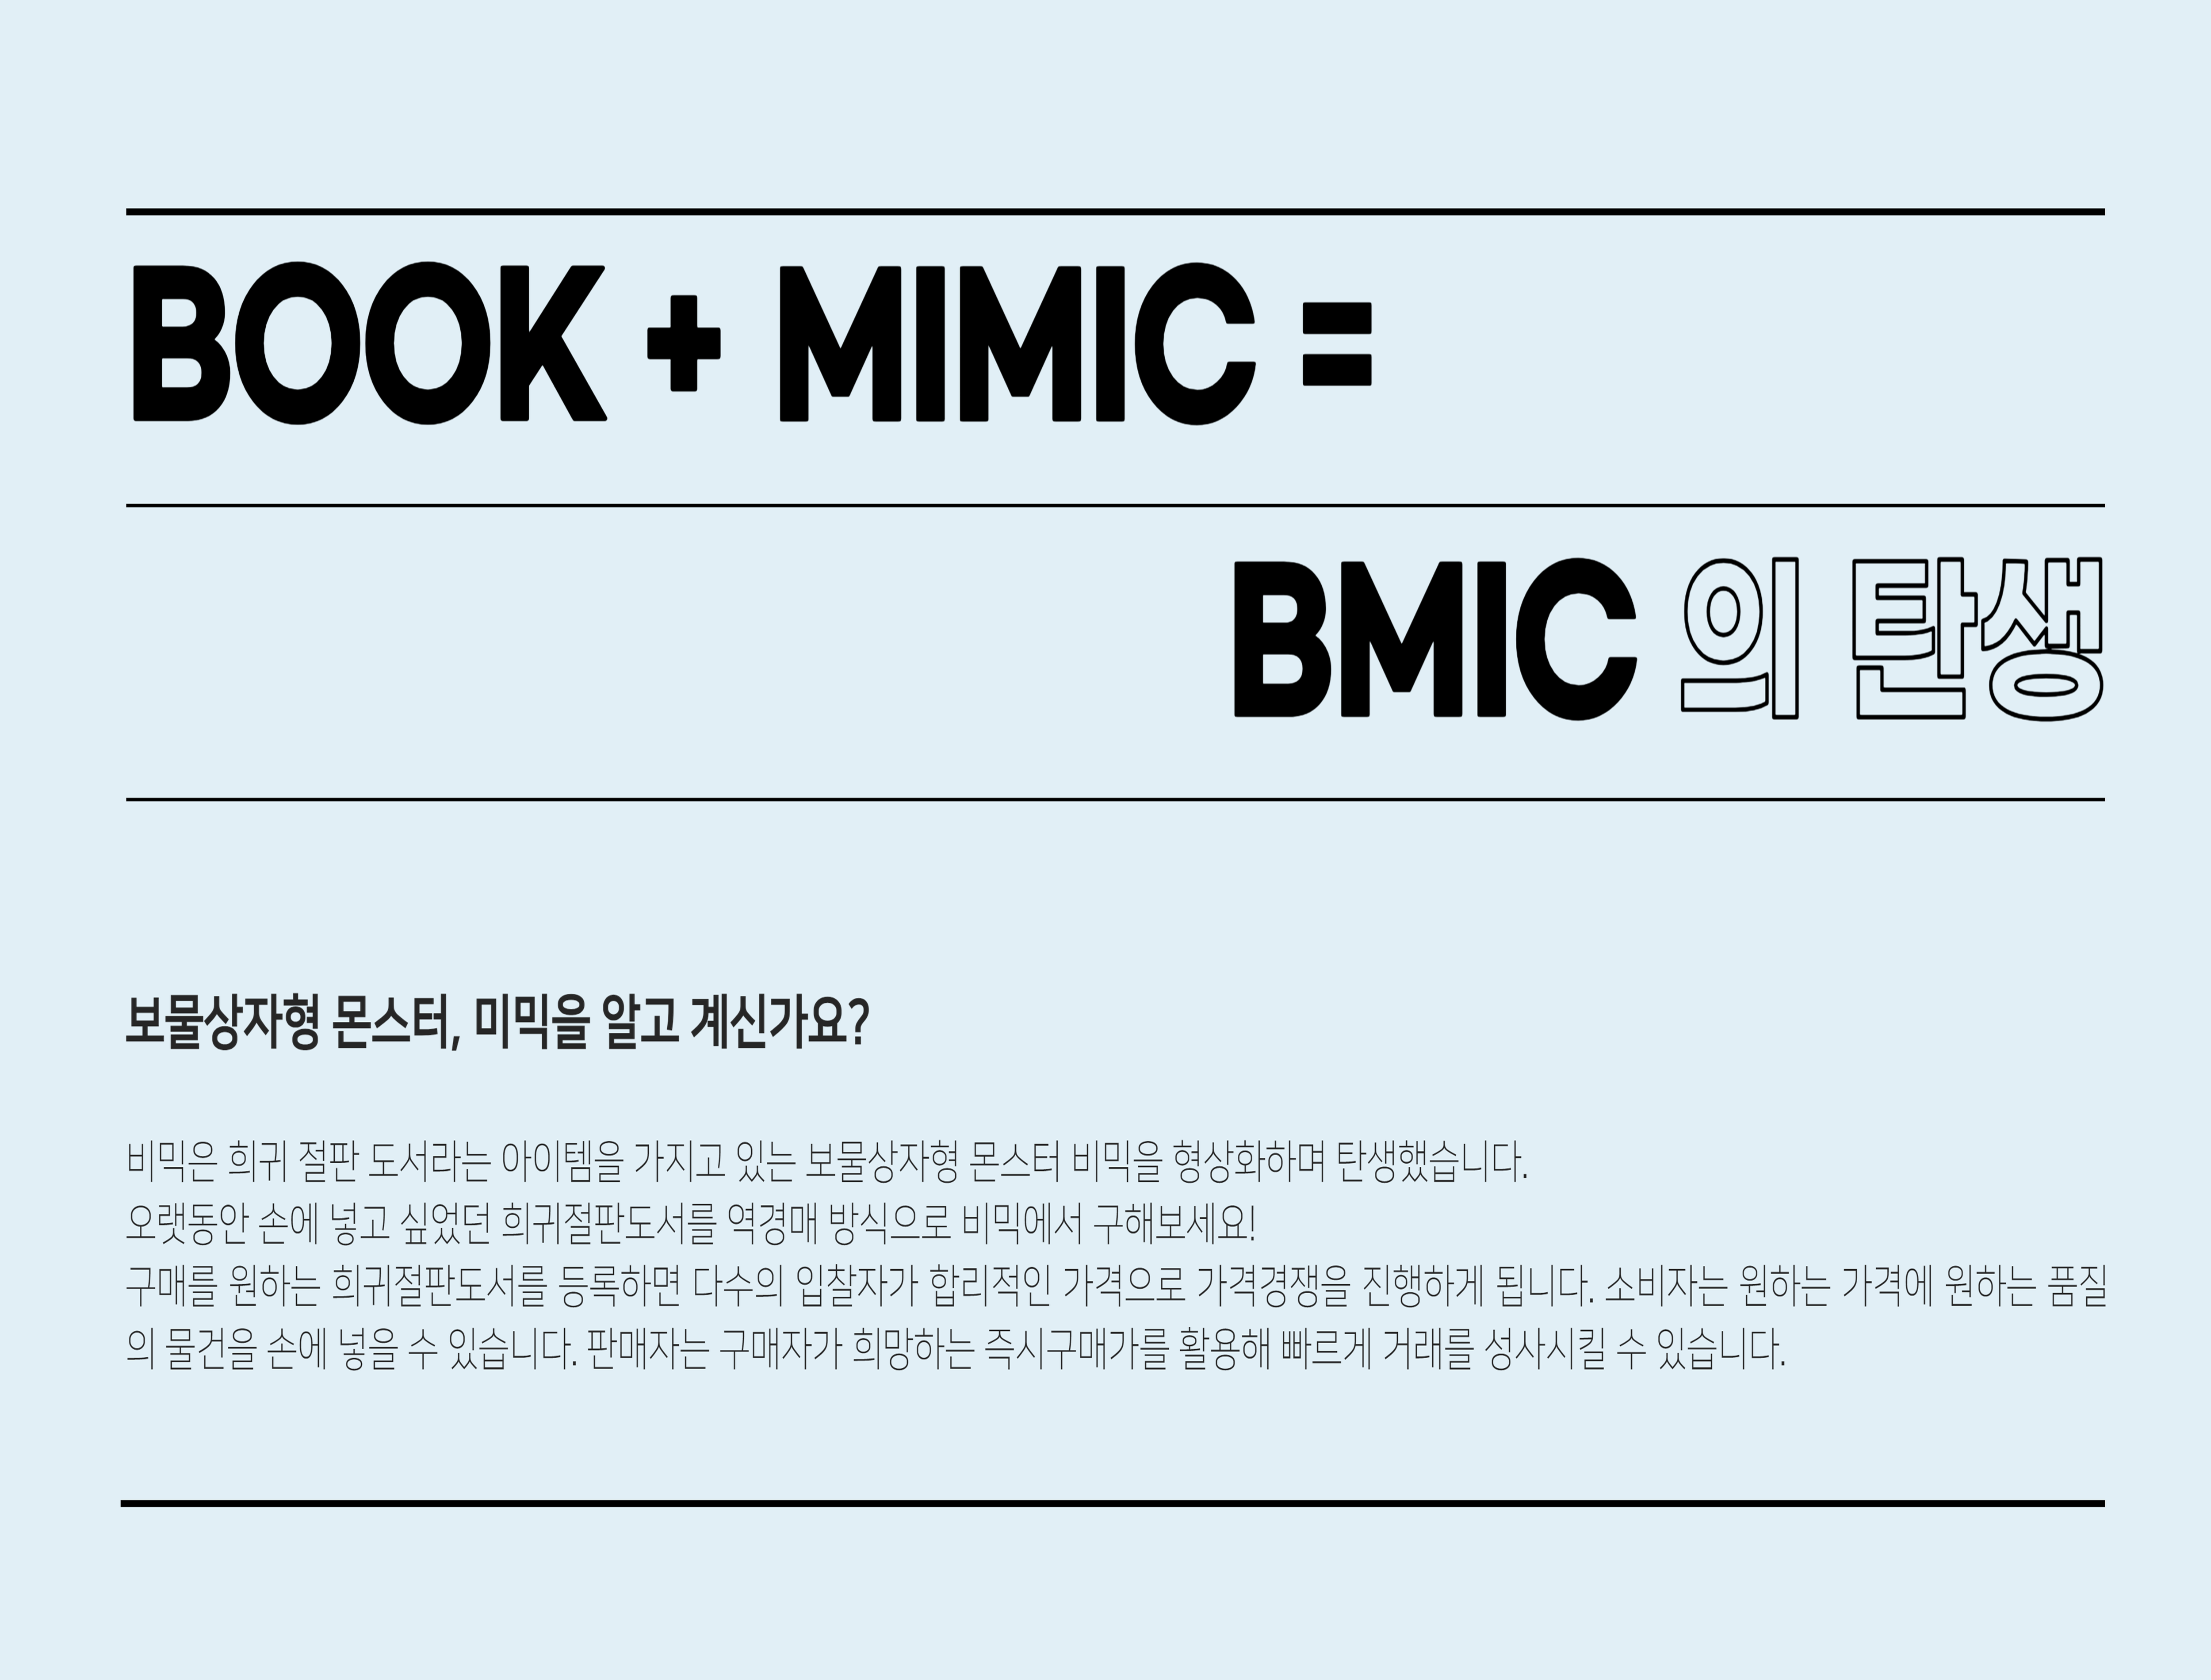 BOOK + MIMIC =
BMIC 의 탄생
보물상자형 몬스터, 미믹을 알고 계신가요?
비믹은 희귀 절판 도서라는 아이템을 가지고 있는 보물상자형 몬스터 비믹을 형상화하며 탄생했습니다.
오랫동안 손에 넣고 싶었던 희귀절판도서를 역경매 방식으로 비믹에서 구해보세요!
구매를 원하는 희귀절판도서를 등록하면 다수의 입찰자가 합리적인 가격으로 가격경쟁을 진행하게 됩니다. 소비자는 원하는 가격에 원하는 품질
의 물건을 손에 넣을 수 있습니다. 판매자는 구매자가 희망하는 즉시구매가를 활용해 빠르게 거래를 성사시킬 수 있습니다.